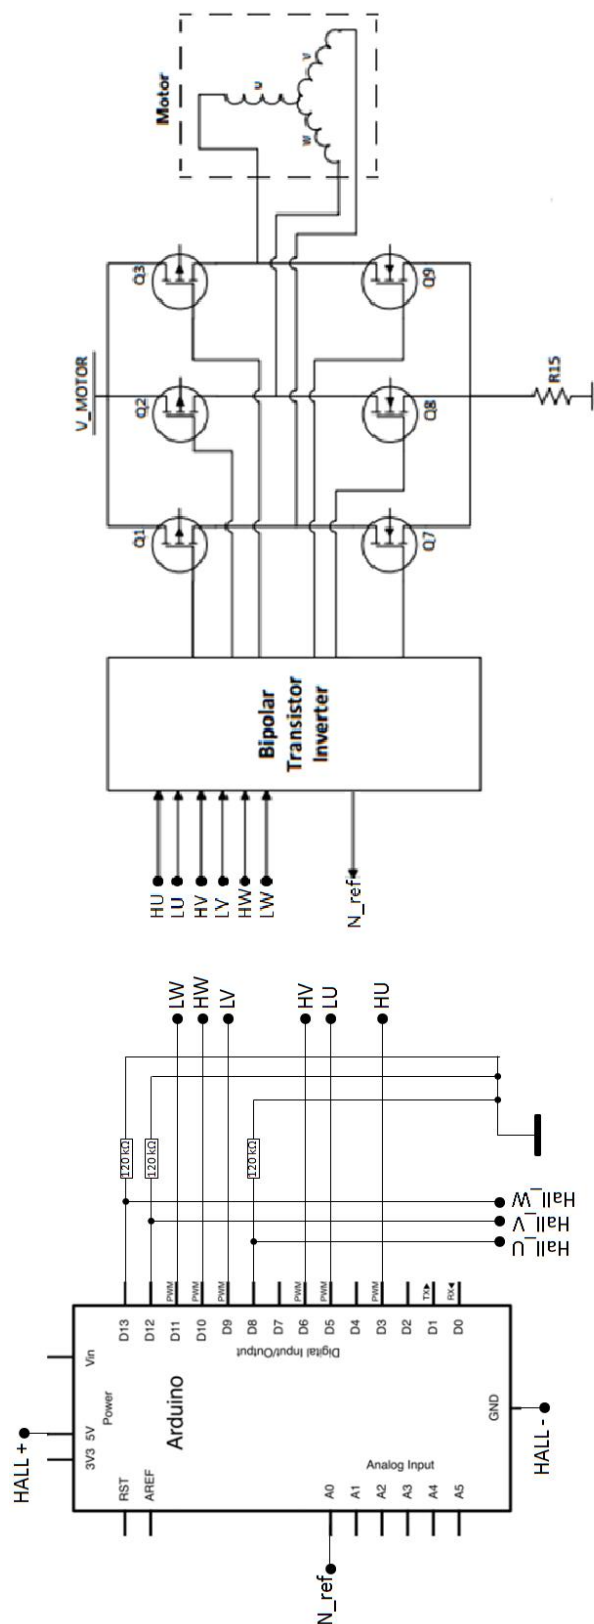 Motor
U
V
W
V_MOTOR
Q1
Q2
Q3
Q7
Q8
Q9
R15
Bipolar
Transistor
Inverter
HU
LU
HV
LV
HW
LW
N_ref
LW
HW
LV
HV
LU
HU
120 kΩ
120 kΩ
120 kΩ
Hall_W
Hall_V
Hall_U
D13
D12
PWM D11
PWM D10
PWM D9
D8
D7
PWM D6
PWM D5
D4
PWM D3
D2
TX D1
RX D0
Digital Input/Output
Vin
Power
5V
3V3
HALL +
Arduino
RST
AREF
Analog Input
GND
HALL -
A0
A1
A2
A3
A4
A5
N_ref